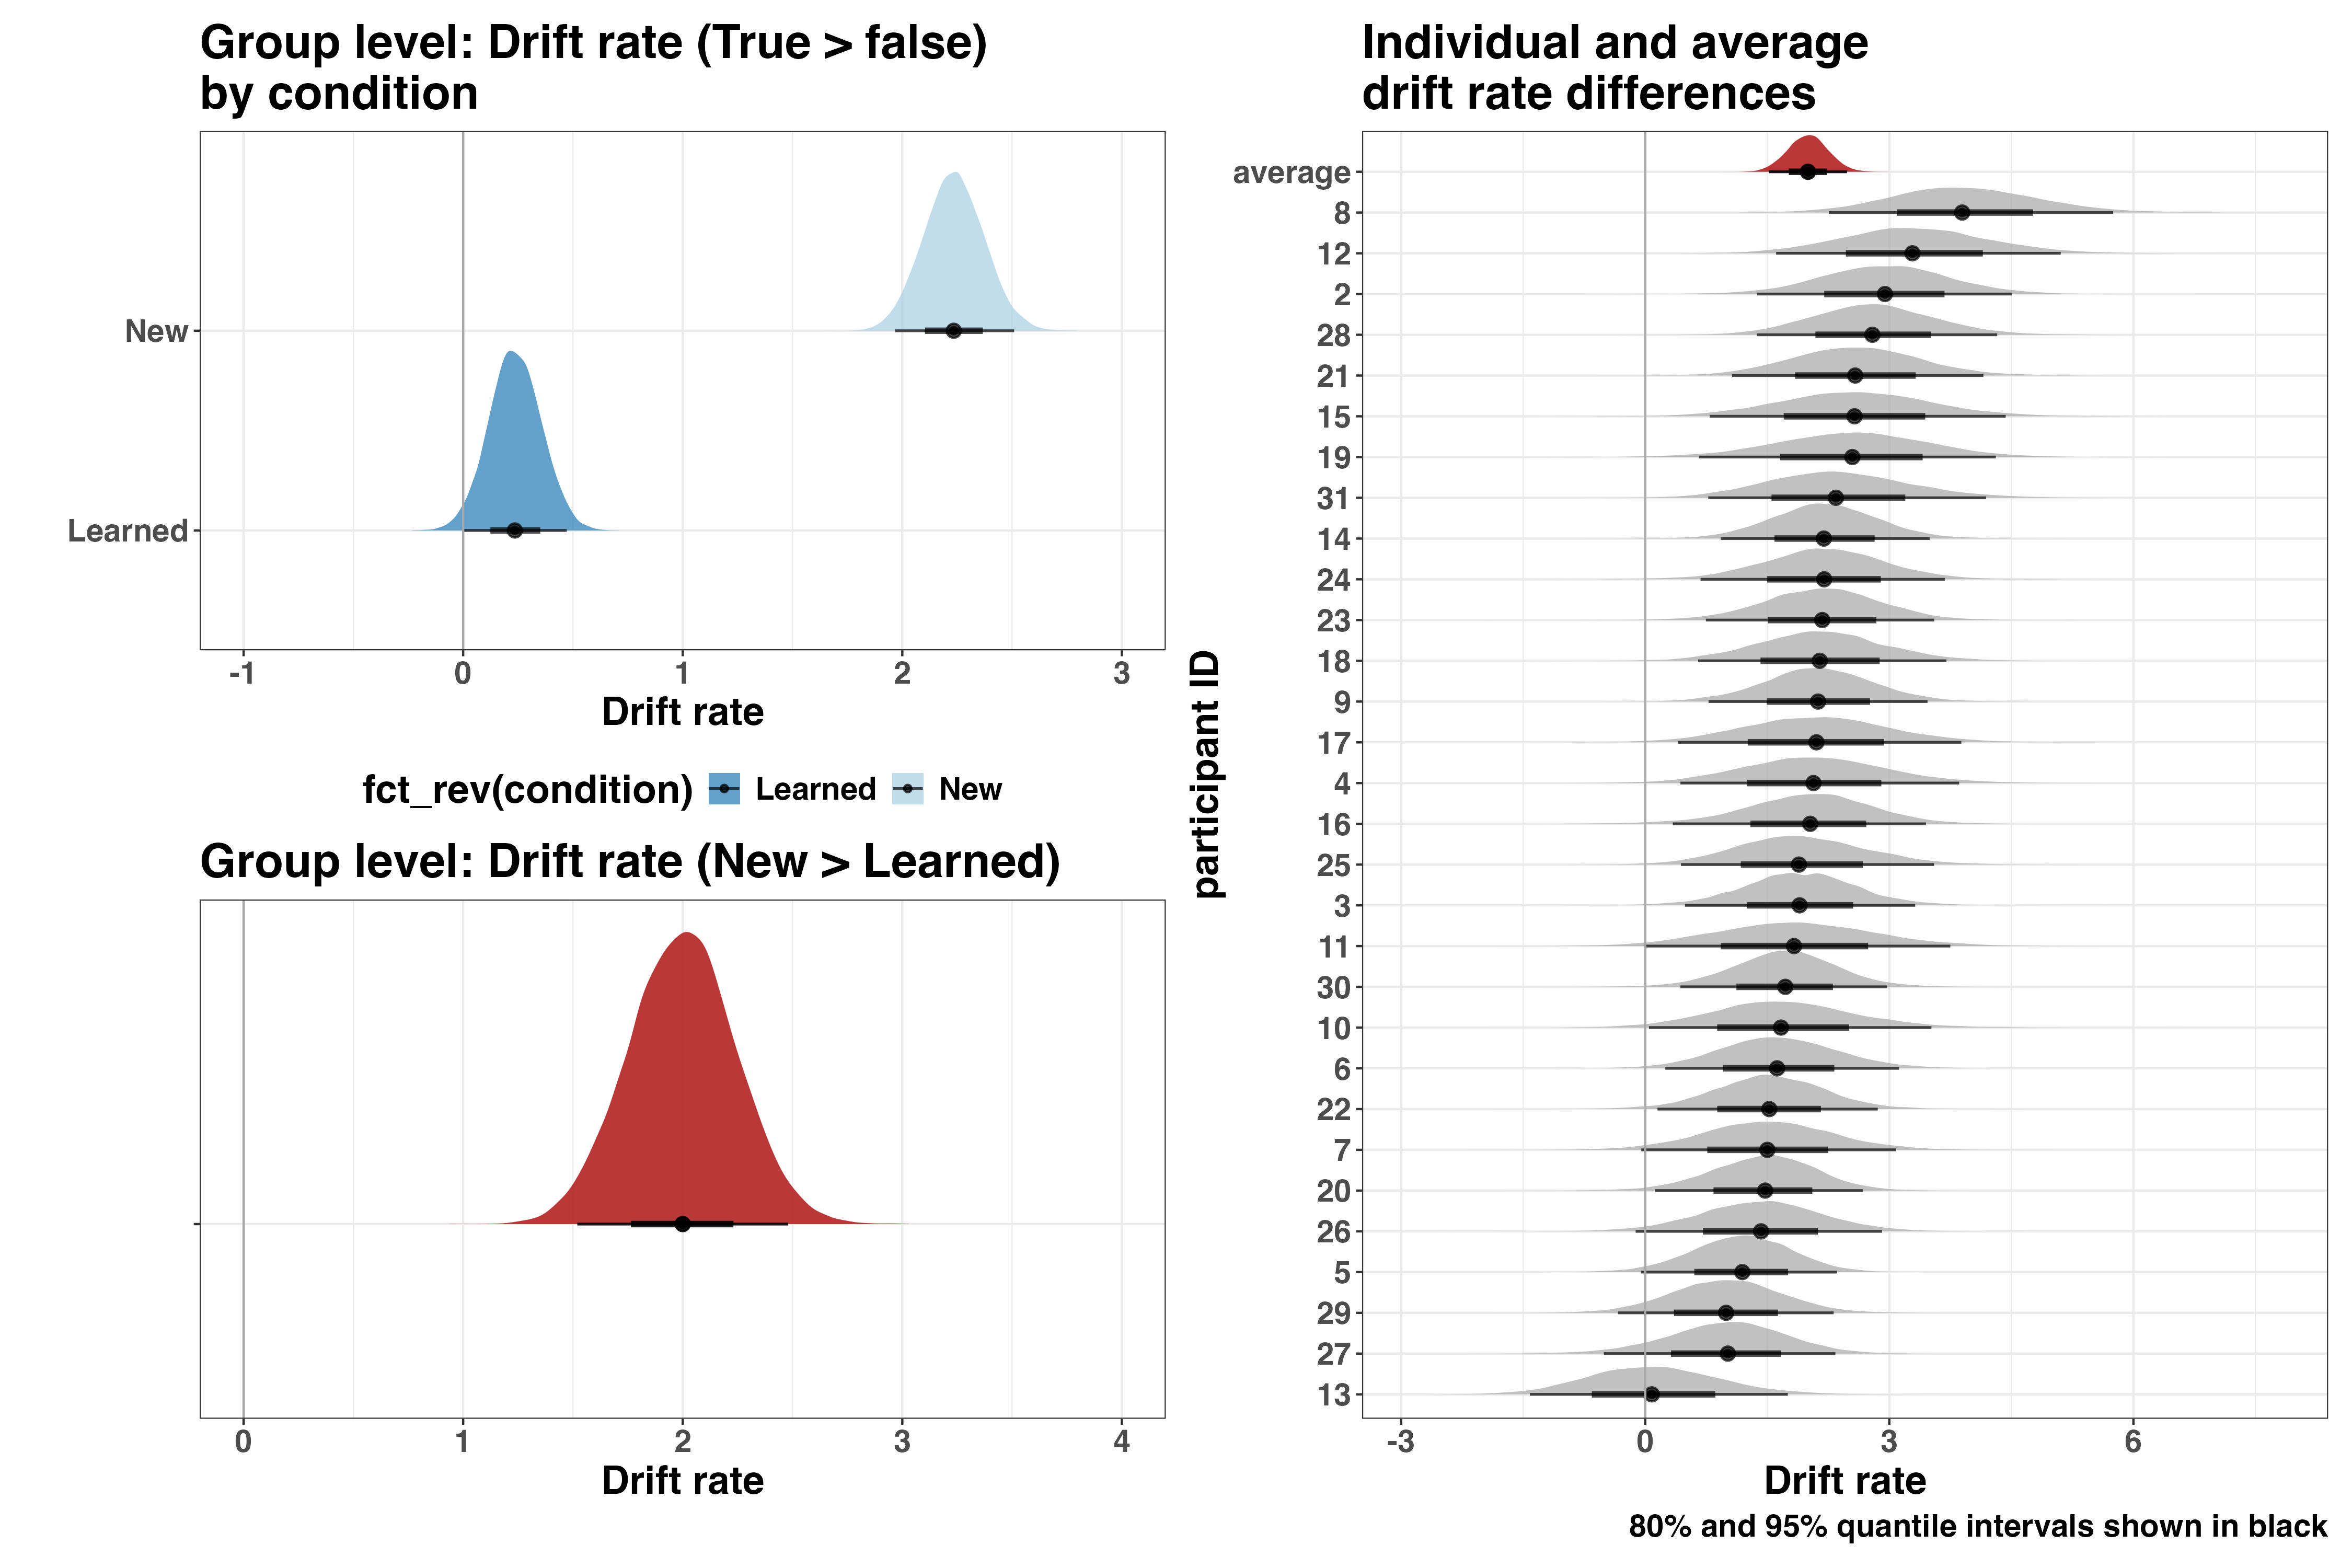 Group level: Drift rate (True > false)
by condition
New
Learned
-1 0 1 2 3
Drift rate
fct_rev(condition) Learned New
Group level: Drift rate (New > Learned)
0 1 2 3 4
Drift rate
Individual and average
drift rate differences
participant ID
average
8
12
2
28
21
15
19
31
14
24
23
18
9
17
4
16
25
3
11
30
10
6
22
7
20
26
5
29
27
13
-3 0 3 6
Drift rate
80% and 95% quantile intervals shown in black